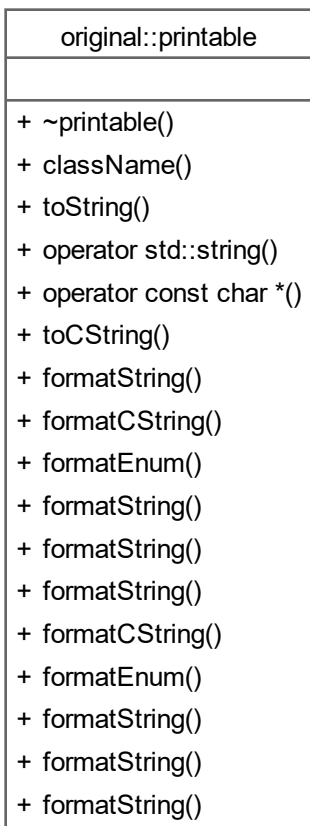 original::printable
+ ~printable()
+ className()
+ toString()
+ operator std::string()
+ operator const char *()
+ toCString()
+ formatString()
+ formatCString()
+ formatEnum()
+ formatString()
+ formatString()
+ formatString()
+ formatCString()
+ formatEnum()
+ formatString()
+ formatString()
+ formatString()